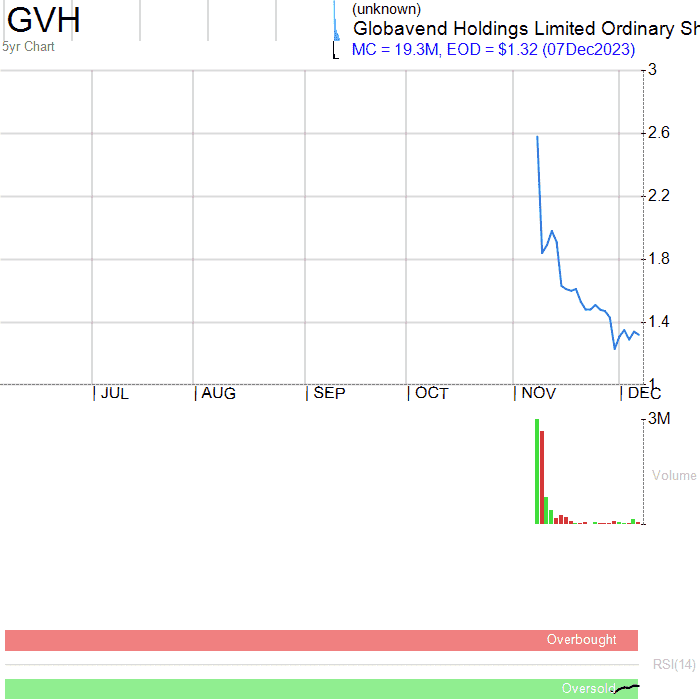 GVH
5yr Chart
(unknown)
Globavend Holdings Limited Ordinary Sh
MC = 19.3M, EOD = $1.32 (07Dec2023)
3
2.6
2.2
1.8
1.4
1
JUL AUG SEP OCT NOV DEC
3M
Volume
Overbought
RSI(14)
Oversold